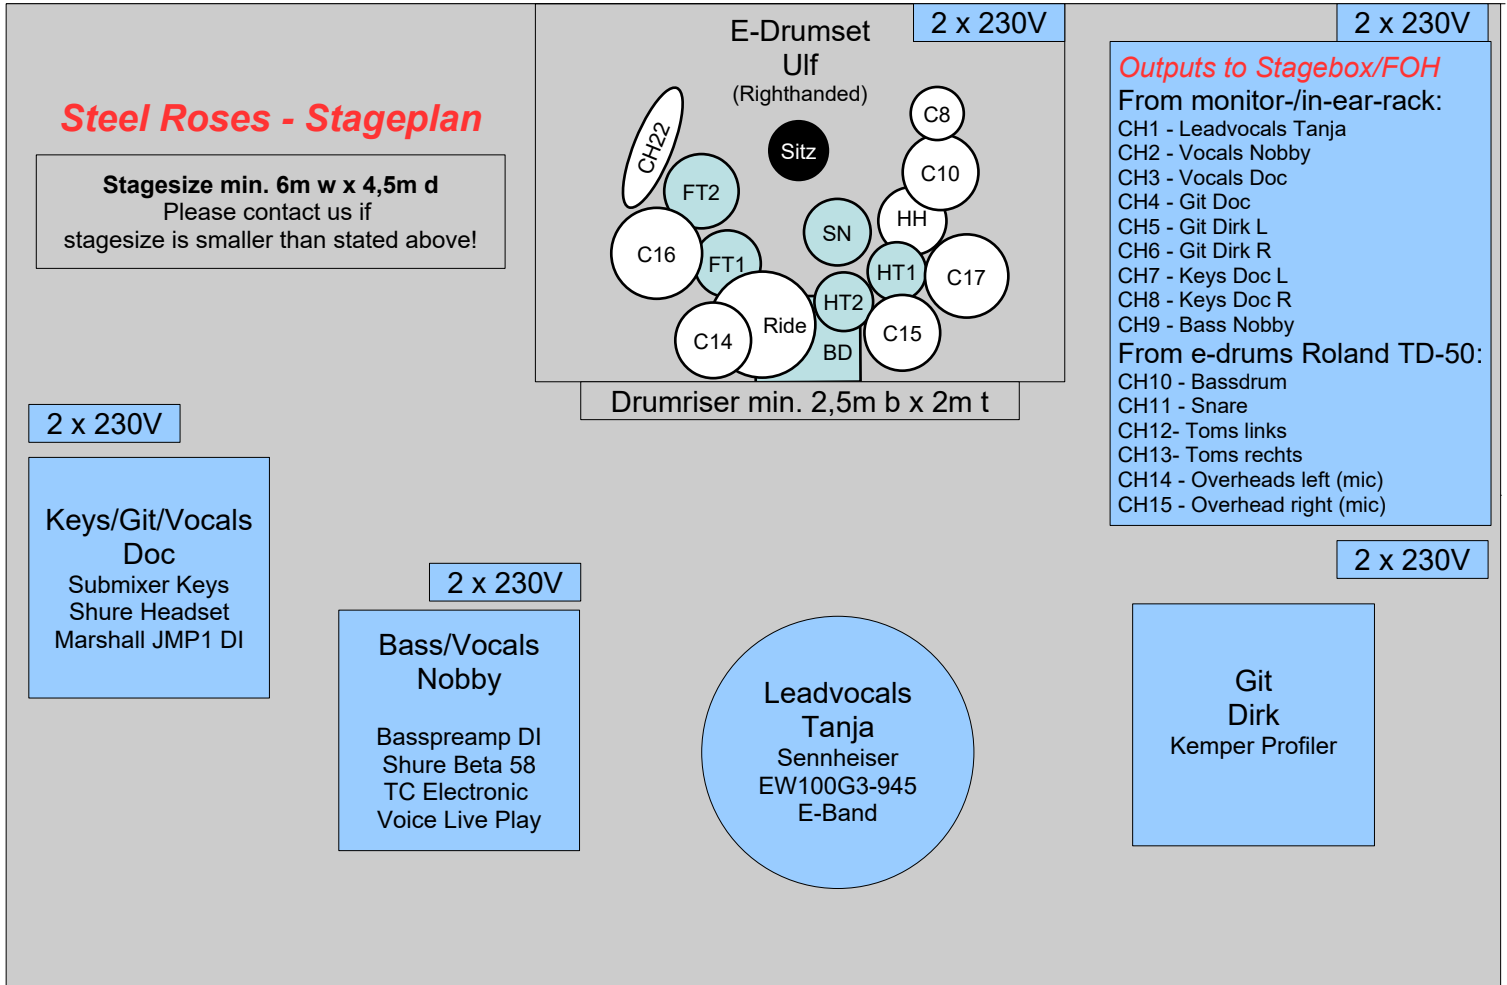 Steel Roses - Stageplan
Stagesize min. 6m w x 4,5m d
Please contact us if
stagesize is smaller than stated above!
E-Drumset
Ulf
(Righthanded)
2 x 230V
Sitz
CH22
FT2
C16
FT1
C14
Ride
SN
HT2
BD
C8
C10
HH
HT1
C17
C15
Drumriser min. 2,5m b x 2m t
2 x 230V
Outputs to Stagebox/FOH
From monitor-/in-ear-rack:
CH1 - Leadvocals Tanja
CH2 - Vocals Nobby
CH3 - Vocals Doc
CH4 - Git Doc
CH5 - Git Dirk L
CH6 - Git Dirk R
CH7 - Keys Doc L
CH8 - Keys Doc R
CH9 - Bass Nobby
From e-drums Roland TD-50:
CH10 - Bassdrum
CH11 - Snare
CH12- Toms links
CH13- Toms rechts
CH14 - Overheads left (mic)
CH15 - Overhead right (mic)
2 x 230V
Keys/Git/Vocals
Doc
Submixer Keys
Shure Headset
Marshall JMP1 DI
2 x 230V
Bass/Vocals
Nobby
Basspreamp DI
Shure Beta 58
TC Electronic
Voice Live Play
Leadvocals
Tanja
Sennheiser
EW100G3-945
E-Band
2 x 230V
Git
Dirk
Kemper Profiler